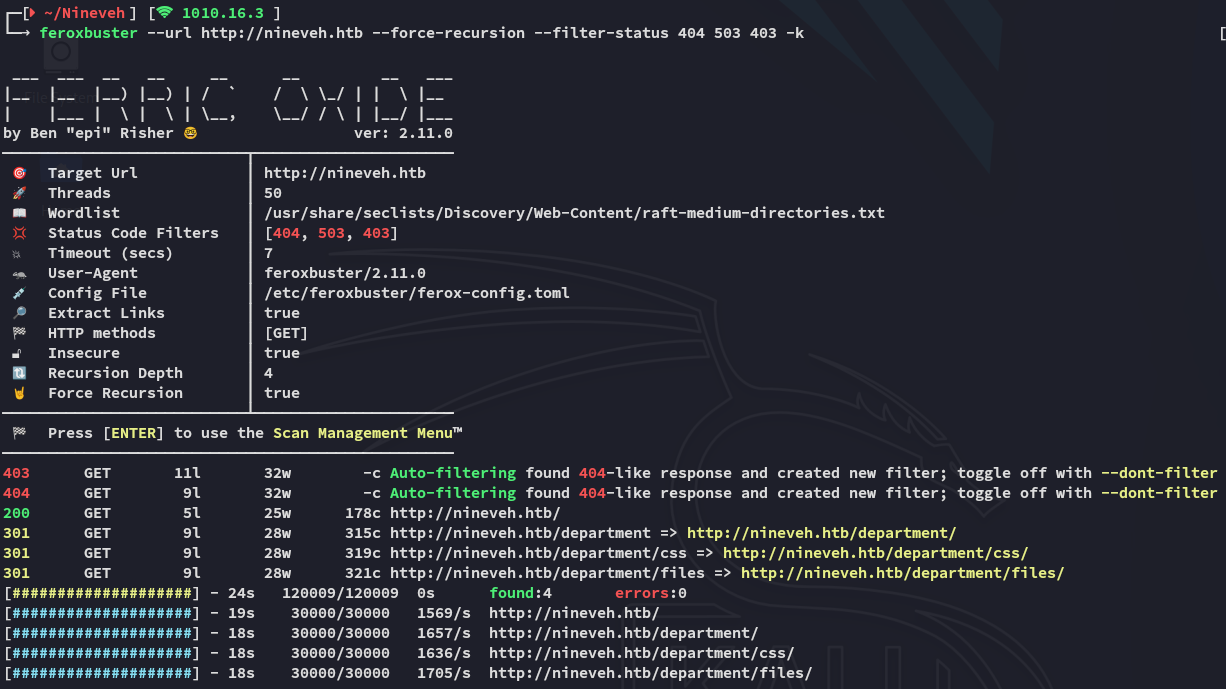 ┌─[ ~/Nineveh] [ 1010.16.3 ]
└─→ feroxbuster --url http://nineveh.htb --force-recursion --filter-status 404 503 403 -k [
 ___  ___  __   __     __      __         __   ___
|__  |__  |__) |__) | /  `    /  \ \_/ | |  \ |__
|    |___ |  \ |  \ | \__,    \__/ / \ | |__/ |___
by Ben "epi" Risher 🤓                 ver: 2.11.0
───────────────────────────┬──────────────────────
 🎯  Target Url            │ http://nineveh.htb
 🚀  Threads               │ 50
 📖  Wordlist              │ /usr/share/seclists/Discovery/Web-Content/raft-medium-directories.txt
 💢  Status Code Filters   │ [404, 503, 403]
 💥  Timeout (secs)        │ 7
 🦡  User-Agent            │ feroxbuster/2.11.0
 💉  Config File           │ /etc/feroxbuster/ferox-config.toml
 🔎  Extract Links         │ true
 🏁  HTTP methods          │ [GET]
 🔓  Insecure              │ true
 🔃  Recursion Depth       │ 4
 🤘  Force Recursion       │ true
───────────────────────────┴──────────────────────
 🏁  Press [ENTER] to use the Scan Management Menu™
──────────────────────────────────────────────────
403      GET       11l       32w        -c Auto-filtering found 404-like response and created new filter; toggle off with --dont-filter
404      GET        9l       32w        -c Auto-filtering found 404-like response and created new filter; toggle off with --dont-filter
200      GET        5l       25w      178c http://nineveh.htb/
301      GET        9l       28w      315c http://nineveh.htb/department => http://nineveh.htb/department/
301      GET        9l       28w      319c http://nineveh.htb/department/css => http://nineveh.htb/department/css/
301      GET        9l       28w      321c http://nineveh.htb/department/files => http://nineveh.htb/department/files/
[####################] - 24s   120009/120009  0s      found:4       errors:0
[####################] - 19s    30000/30000   1569/s  http://nineveh.htb/
[####################] - 18s    30000/30000   1657/s  http://nineveh.htb/department/
[####################] - 18s    30000/30000   1636/s  http://nineveh.htb/department/css/
[####################] - 18s    30000/30000   1705/s  http://nineveh.htb/department/files/